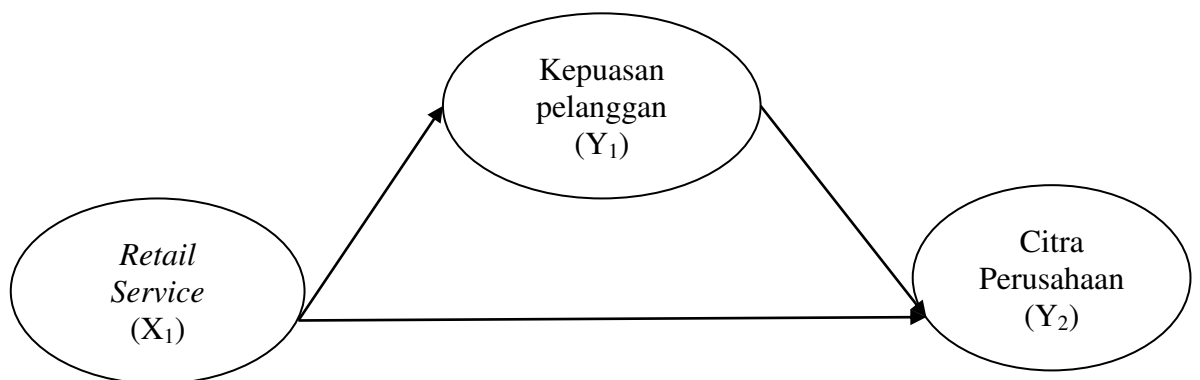 Kepuasan
pelanggan
(Y₁)
Retail
Service
(X₁)
Citra
Perusahaan
(Y₂)